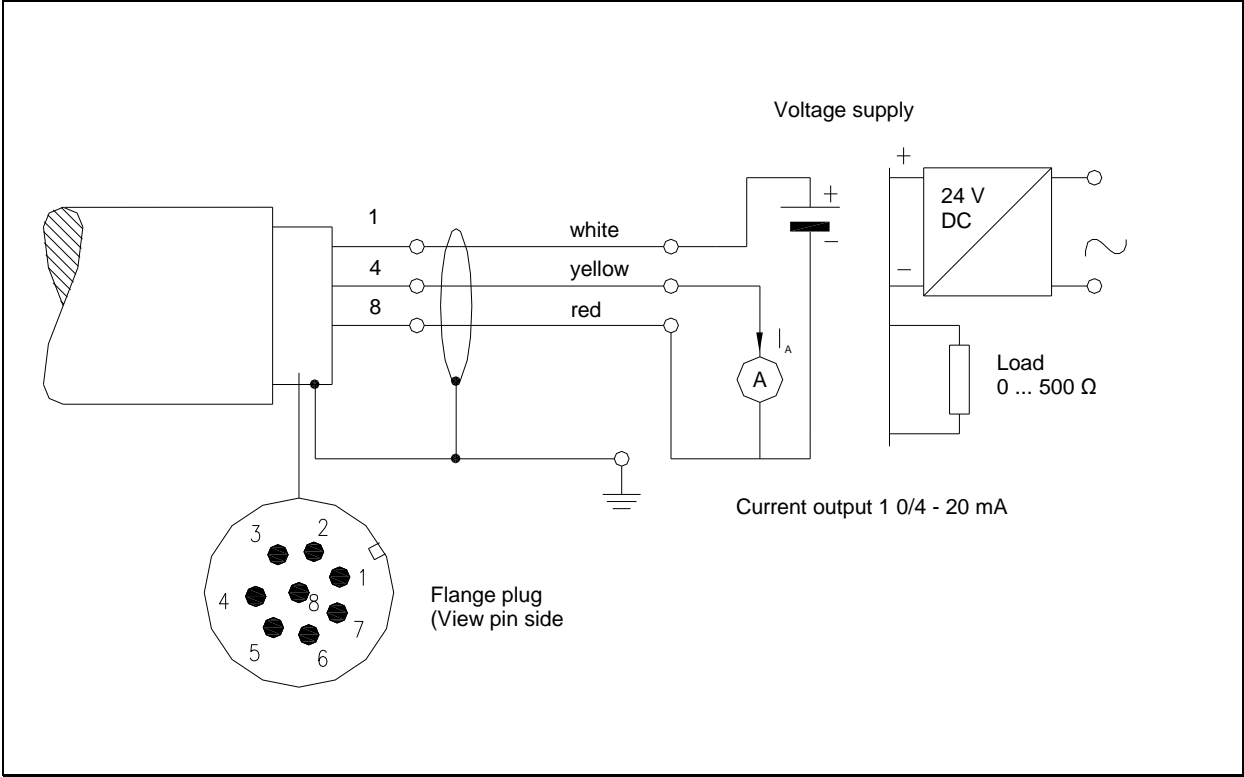 Voltage supply
+
24 V
DC
1
white
+
−
4
yellow
−
8
red
I A
A
Load
0 ... 500 Ω
Current output 1 0/4 - 20 mA
3
2
1
4
8
7
5
6
Flange plug
(View pin side